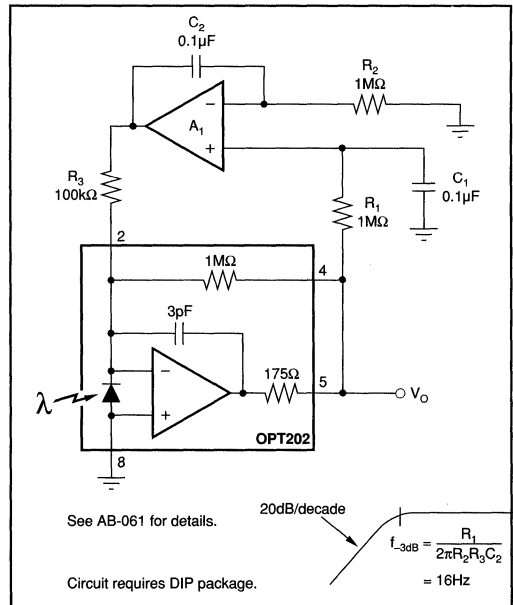 C₂
0.1µF
R₂
1MΩ
–
A₁
+
R₃
100kΩ
C₁
0.1µF
R₁
1MΩ
2
1MΩ
4
3pF
–
175Ω
5
λ
+
V₀
OPT202
8
See AB-061 for details.
20dB/decade
f₋₃dB = R₁ / 2πR₂R₃C₂
= 16Hz
Circuit requires DIP package.